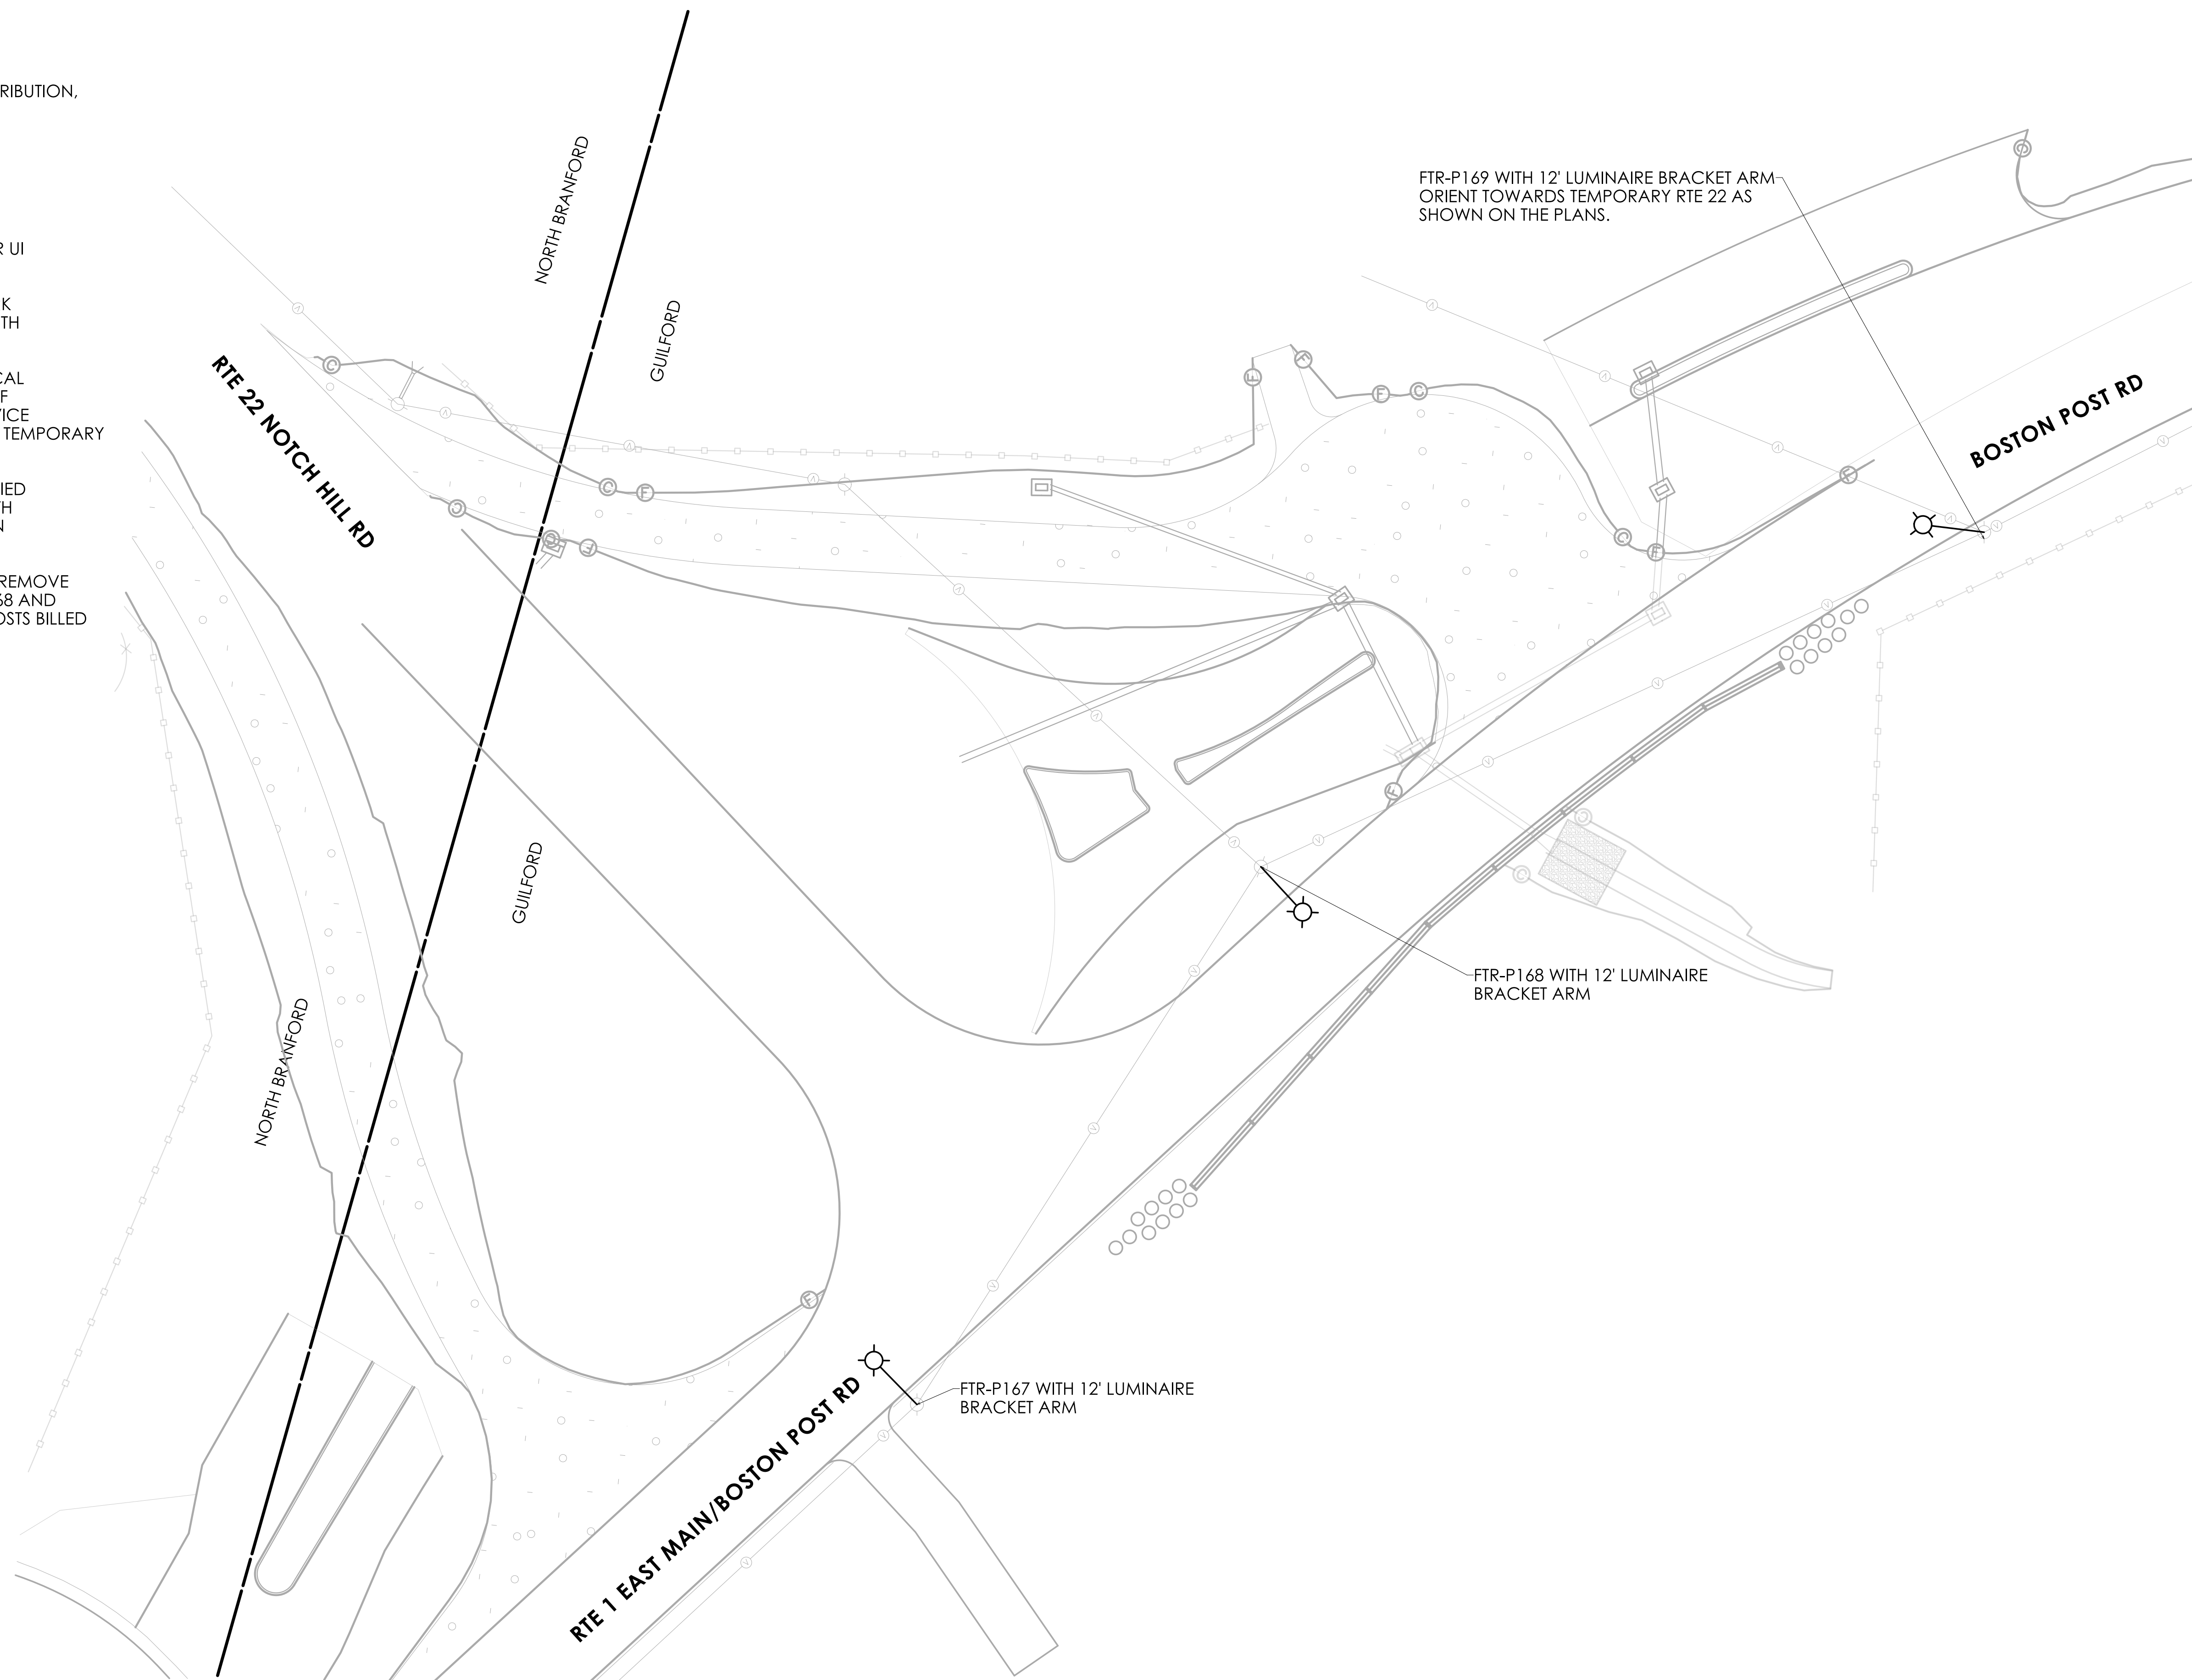 RIBUTION,
R UI
K
TH
CAL
F
VICE
TEMPORARY
IED
TH
N
REMOVE
68 AND
OSTS BILLED
NORTH BRANFORD
GUILFORD
FTR-P169 WITH 12' LUMINAIRE BRACKET ARM
ORIENT TOWARDS TEMPORARY RTE 22 AS
SHOWN ON THE PLANS.
RTE 22 NOTCH HILL RD
BOSTON POST RD
GUILFORD
NORTH BRANFORD
FTR-P168 WITH 12' LUMINAIRE
BRACKET ARM
FTR-P167 WITH 12' LUMINAIRE
BRACKET ARM
RTE 1 EAST MAIN/BOSTON POST RD
C
C
C
F
C
F
F
F
F
C
C
F
F
C
F
C
C
F